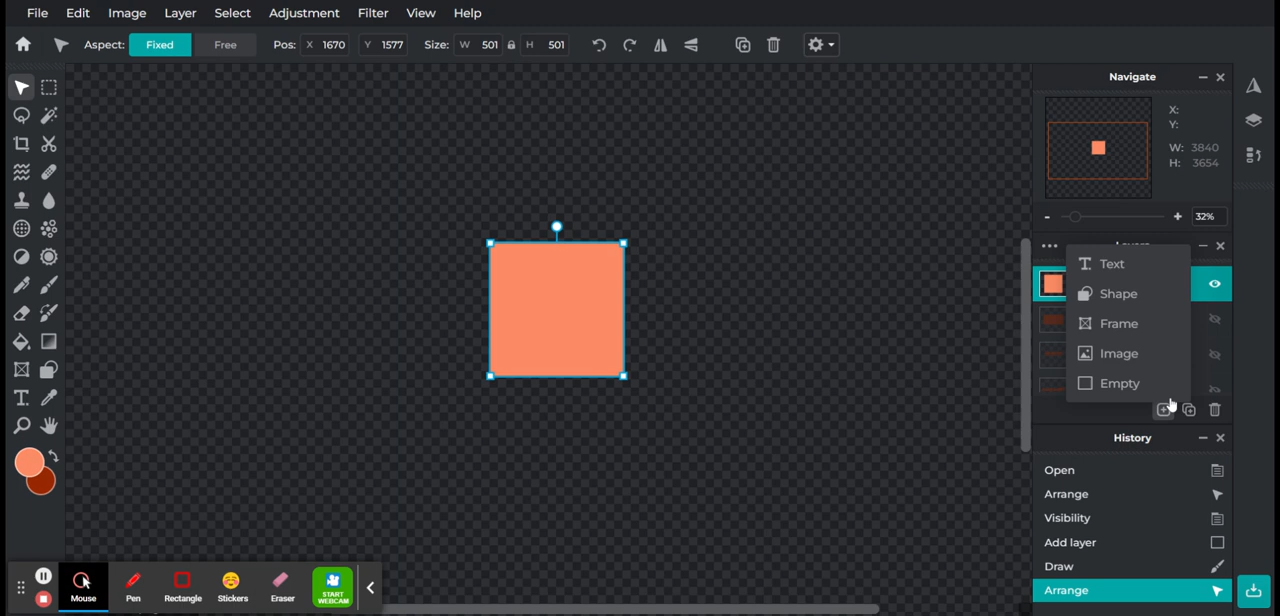 File Edit Image Layer Select Adjustment Filter View Help
Aspect: Fixed Free Pos: X 1670 Y 1577 Size: W 501 H 501
Navigate
X:
Y:
W: 3840
H: 3654
- + 32%
Text
Shape
Frame
Image
Empty
History
Open
Arrange
Visibility
Add layer
Draw
Arrange
Mouse Pen Rectangle Stickers Eraser START
WEBCAM